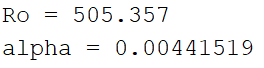 Ro = 505.357
alpha = 0.00441519